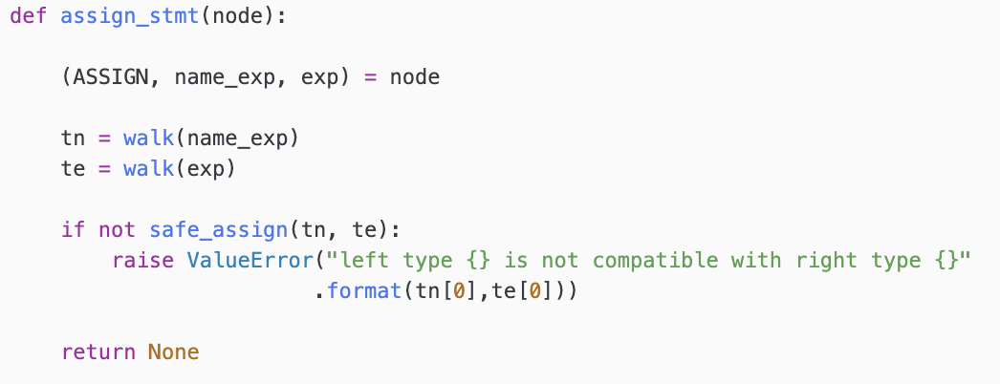 def assign_stmt(node):
    (ASSIGN, name_exp, exp) = node
    tn = walk(name_exp)
    te = walk(exp)
    if not safe_assign(tn, te):
        raise ValueError("left type {} is not compatible with right type {}"
                        .format(tn[0],te[0]))
    return None